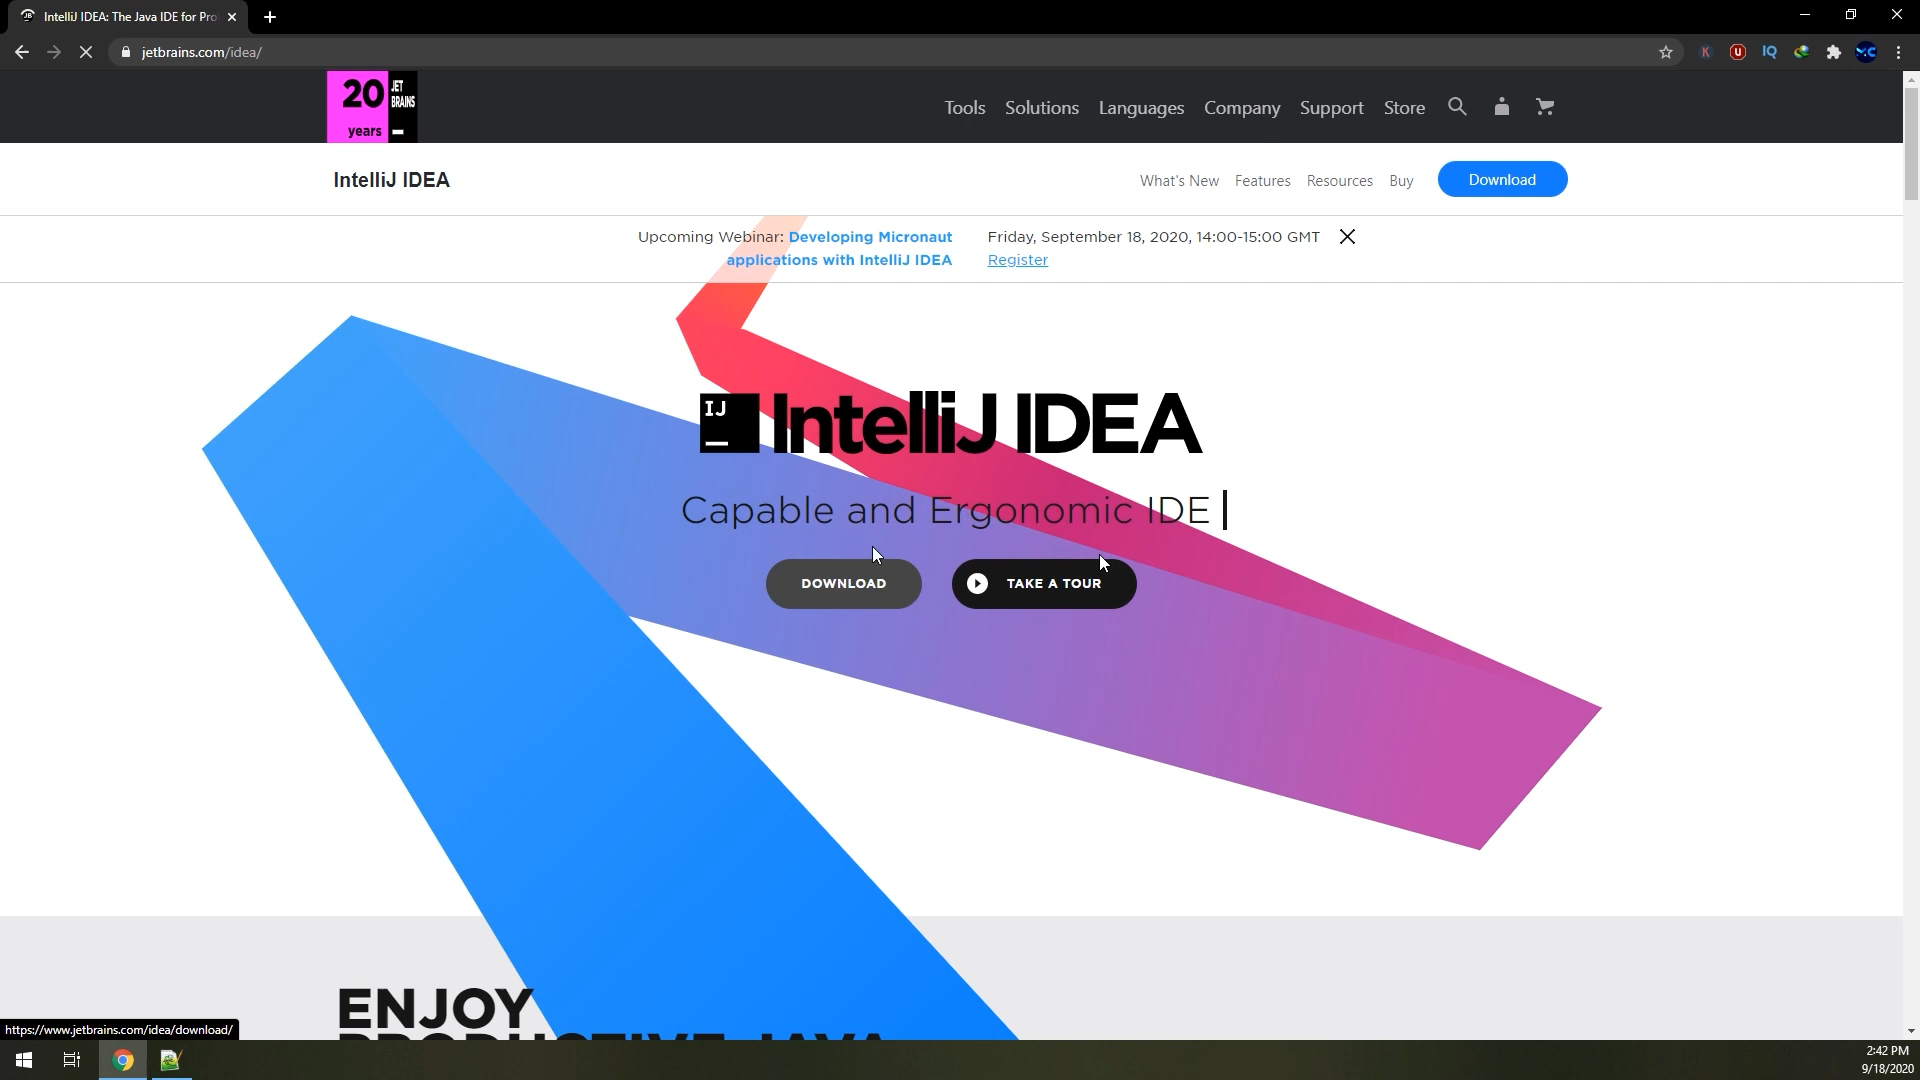 IntelliJ IDEA: The Java IDE for Pro
jetbrains.com/idea/
K
U
IQ
20
years
JET
BRAINS
Tools Solutions Languages Company Support Store
IntelliJ IDEA
What's New Features Resources Buy Download
Upcoming Webinar: Developing Micronaut
applications with IntelliJ IDEA
Friday, September 18, 2020, 14:00-15:00 GMT
Register
IJ
IntelliJ IDEA
Capable and Ergonomic IDE
DOWNLOAD
TAKE A TOUR
ENJOY
PRODUCTIVE JAVA
https://www.jetbrains.com/idea/download/
2:42 PM
9/18/2020